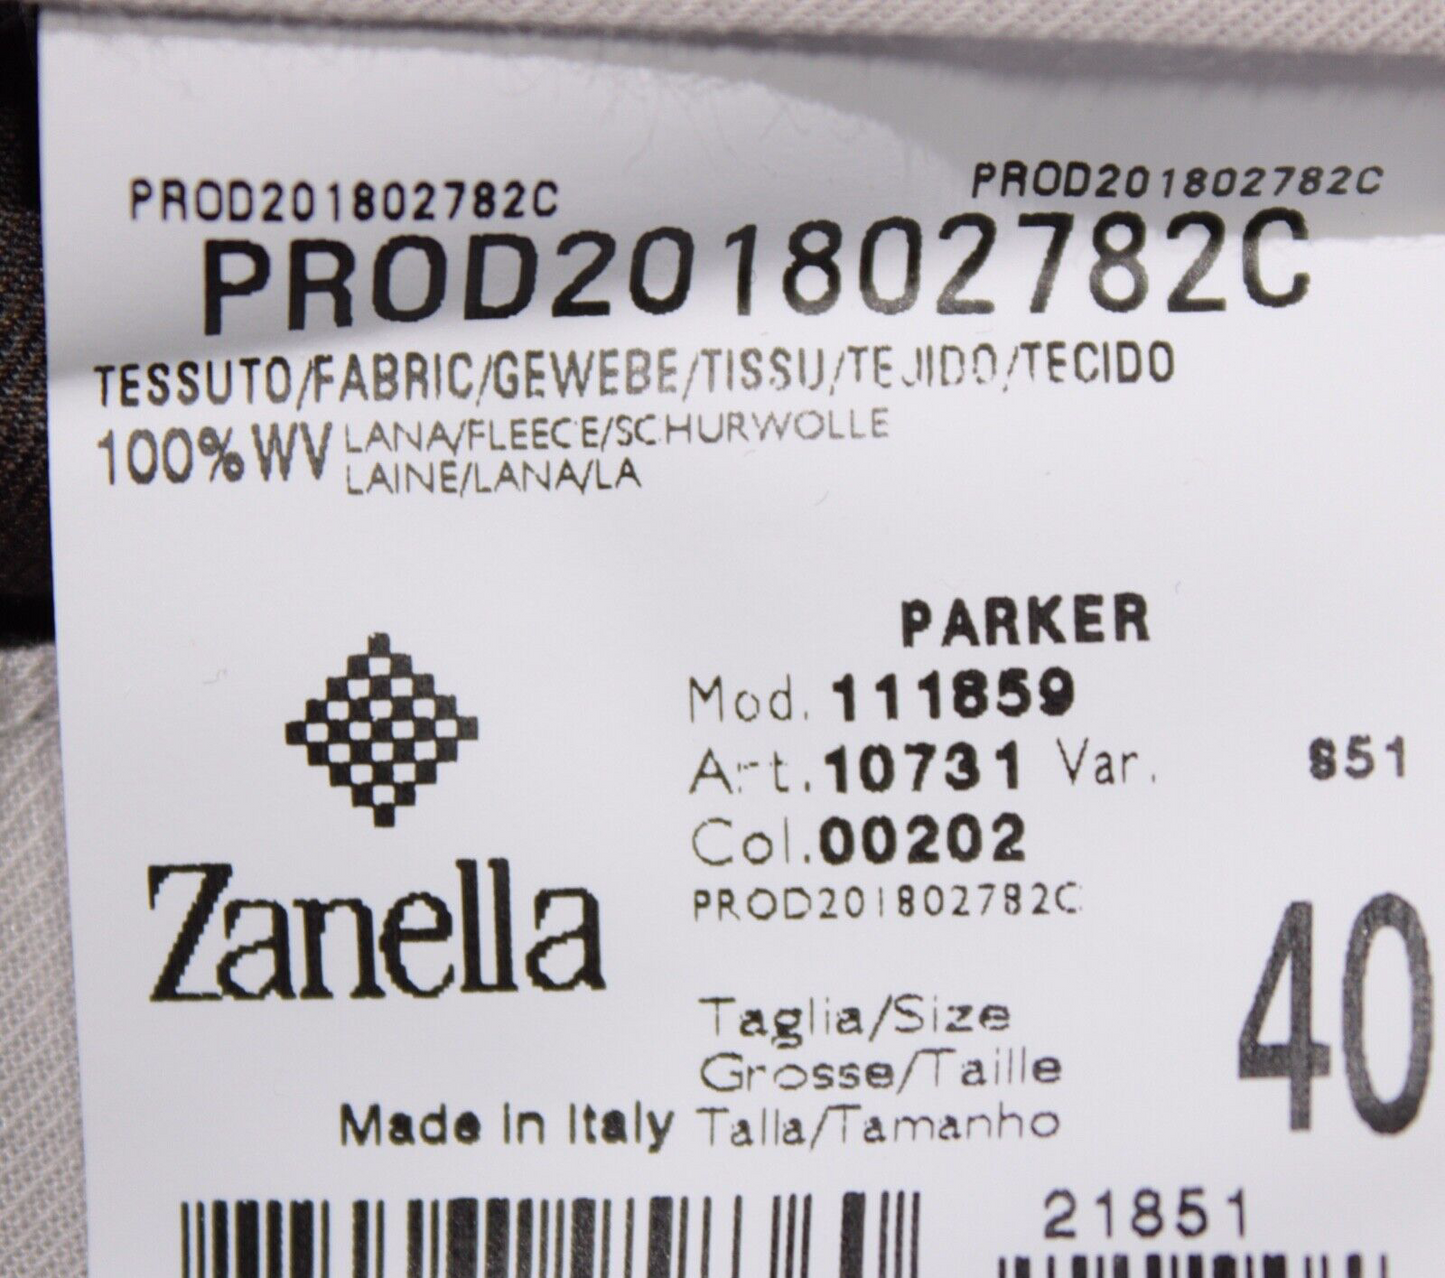 PROD201802782C PROD201802782C
PROD201802782C
TESSUTO/FABRIC/GEWEBE/TISSU/TEJIDO/TECIDO
100% WV LANA/FLEECE/SCHURWOLLE
LAINE/LANA/LA
PARKER
Mod. 111859
Art. 10731 Var. 851
Col. 00202
PROD201802782C
Zanella
Taglia/Size
Grosse/Taille
Talla/Tamanho
40
Made in Italy
21851